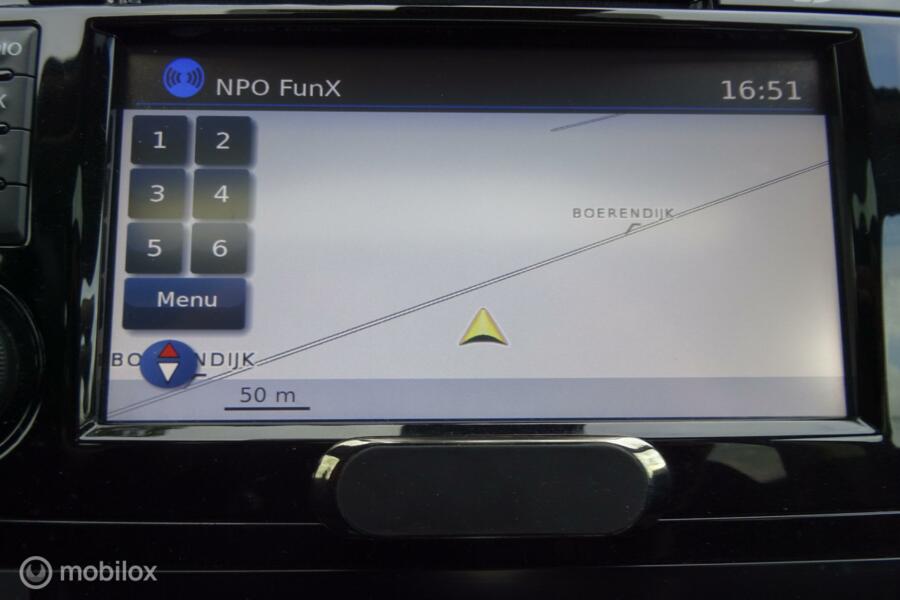 NPO FunX
16:51
1 2
3 4
5 6
Menu
BOERENDIJK
50 m
mobilox